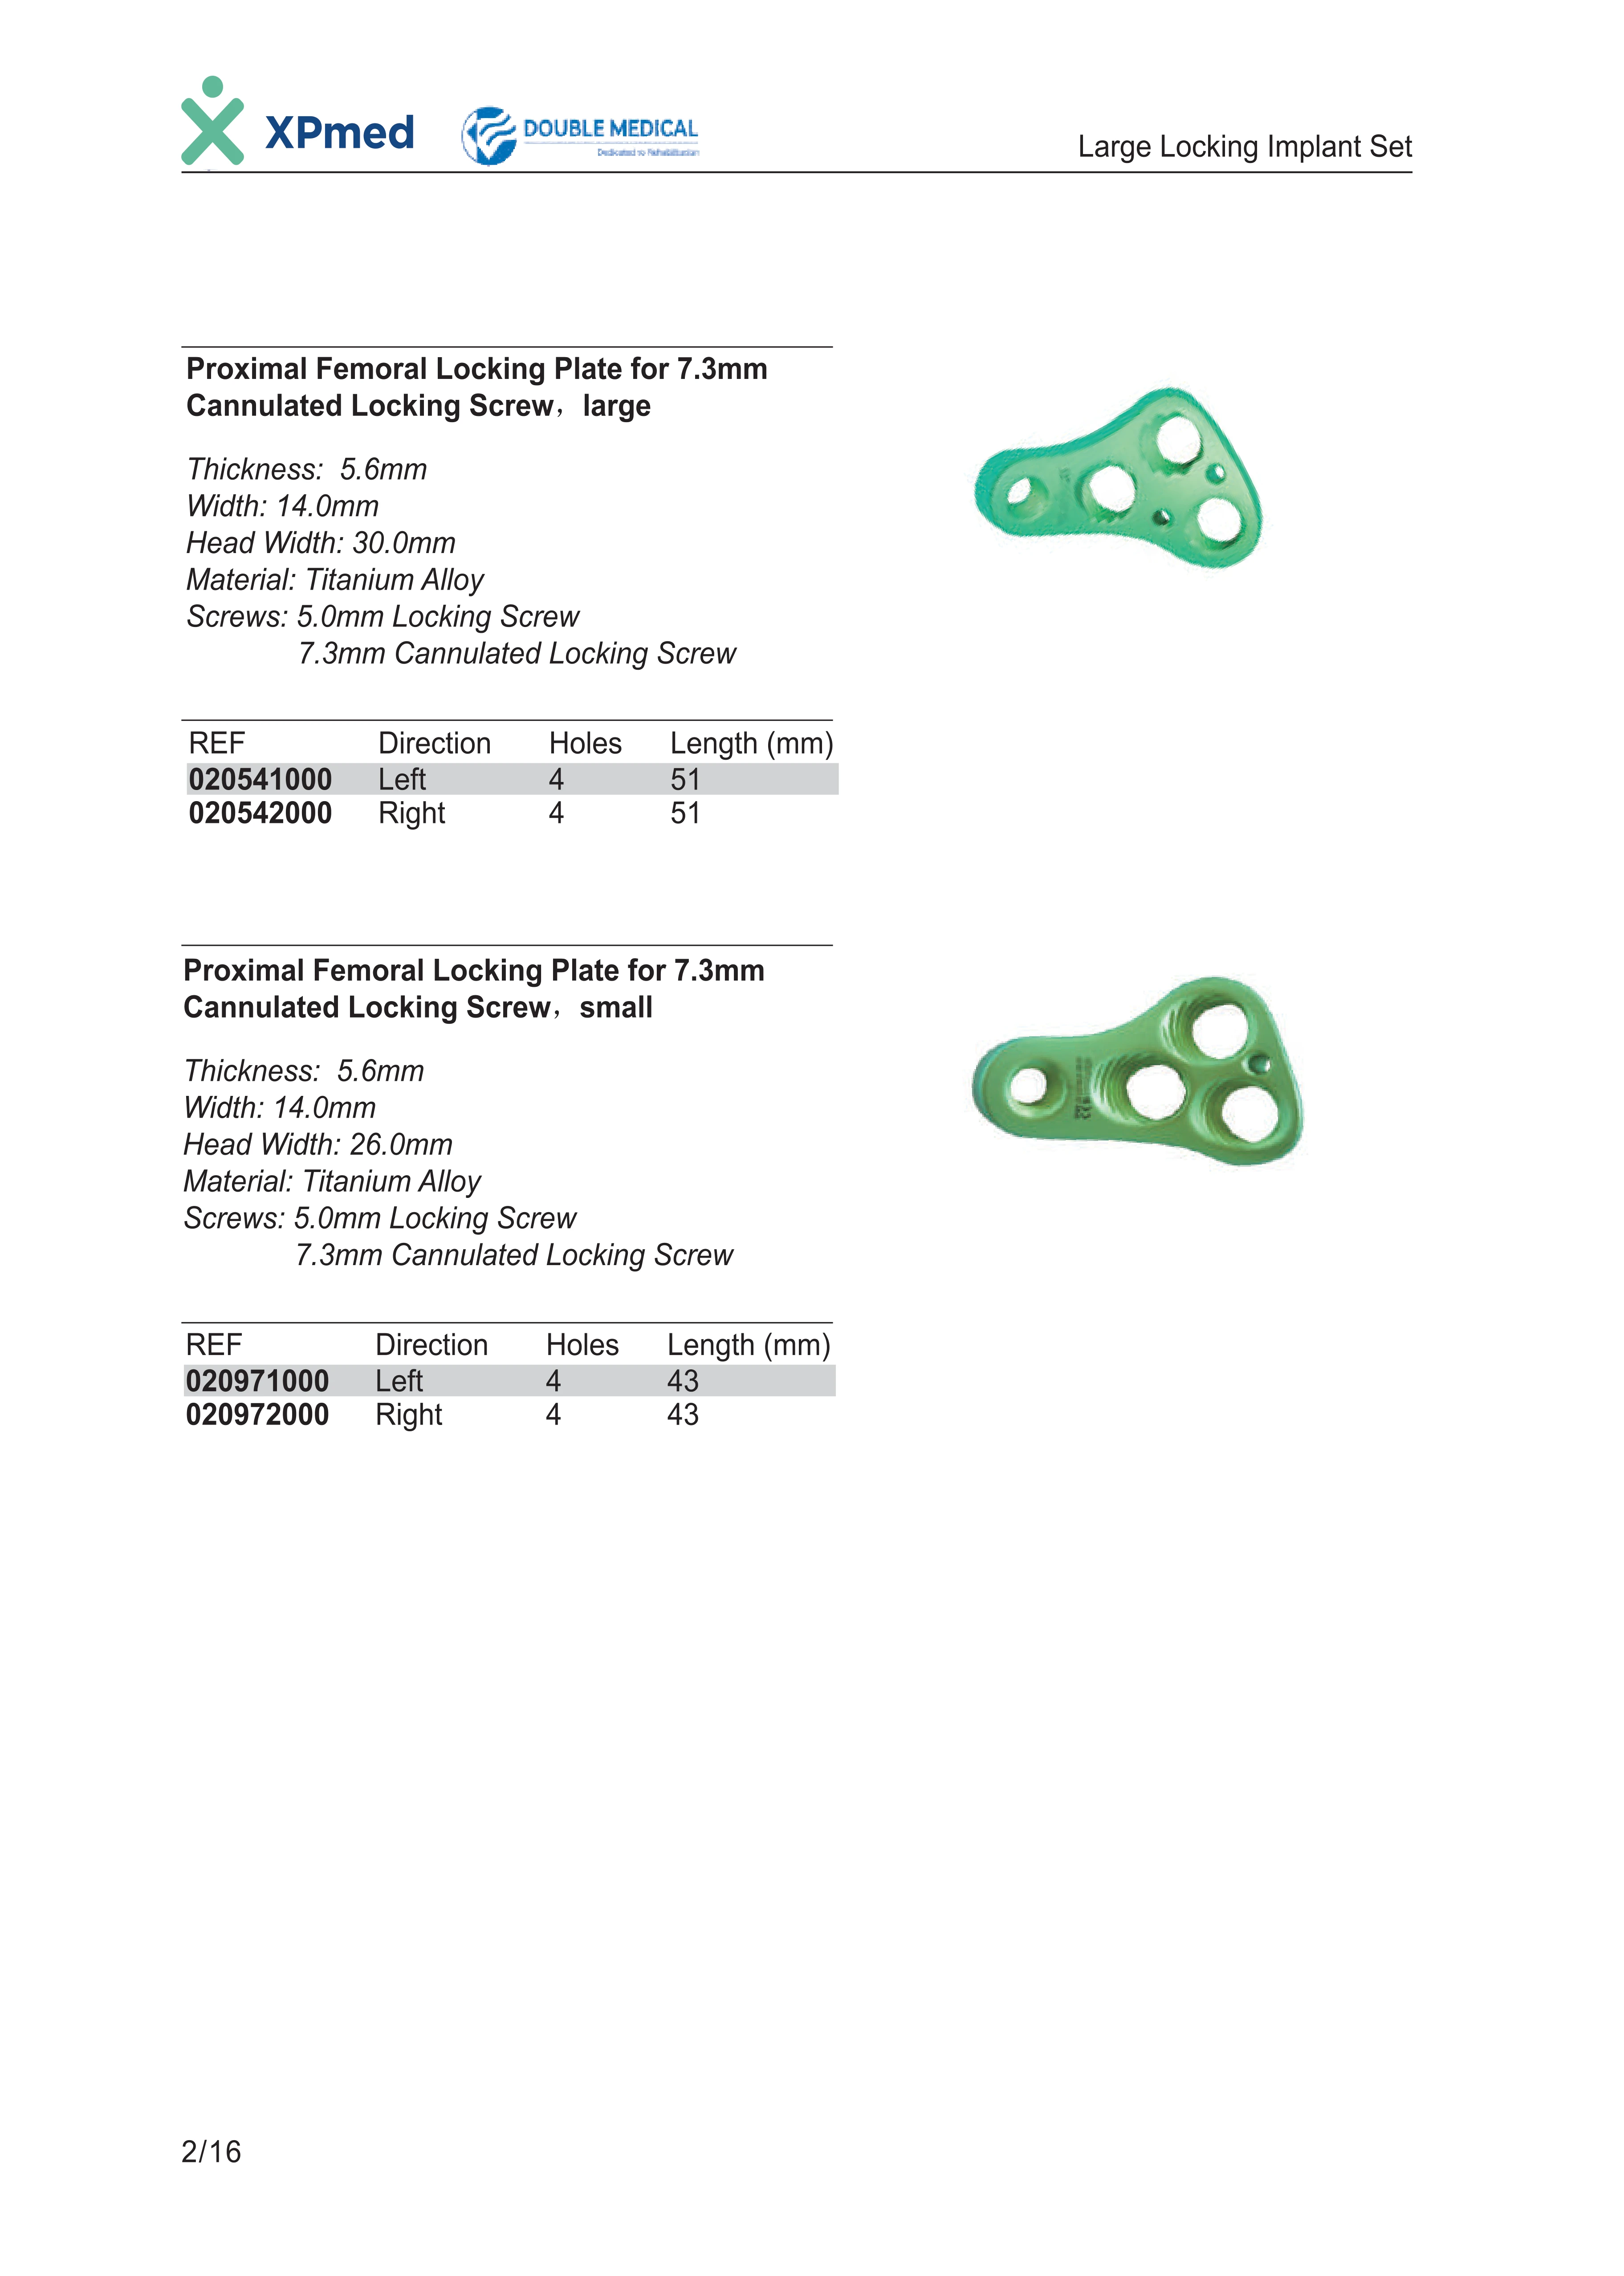 XPmed
DOUBLE MEDICAL
Dedicated to Rehabilitation
Large Locking Implant Set
Proximal Femoral Locking Plate for 7.3mm
Cannulated Locking Screw，large
Thickness: 5.6mm
Width: 14.0mm
Head Width: 30.0mm
Material: Titanium Alloy
Screws: 5.0mm Locking Screw
7.3mm Cannulated Locking Screw
REF Direction Holes Length (mm)
020541000 Left 4 51
020542000 Right 4 51
Proximal Femoral Locking Plate for 7.3mm
Cannulated Locking Screw，small
Thickness: 5.6mm
Width: 14.0mm
Head Width: 26.0mm
Material: Titanium Alloy
Screws: 5.0mm Locking Screw
7.3mm Cannulated Locking Screw
REF Direction Holes Length (mm)
020971000 Left 4 43
020972000 Right 4 43
2/16